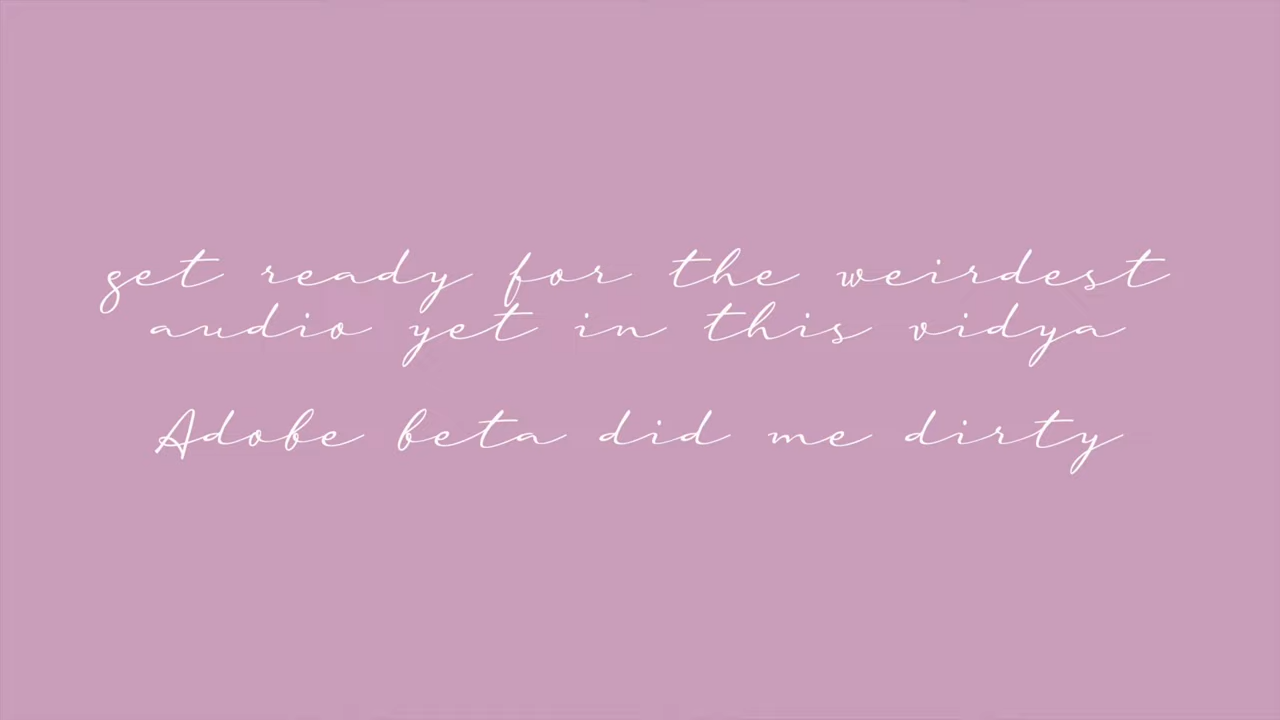 get ready for the weirdest
audio yet in this vidya
Adobe beta did me dirty